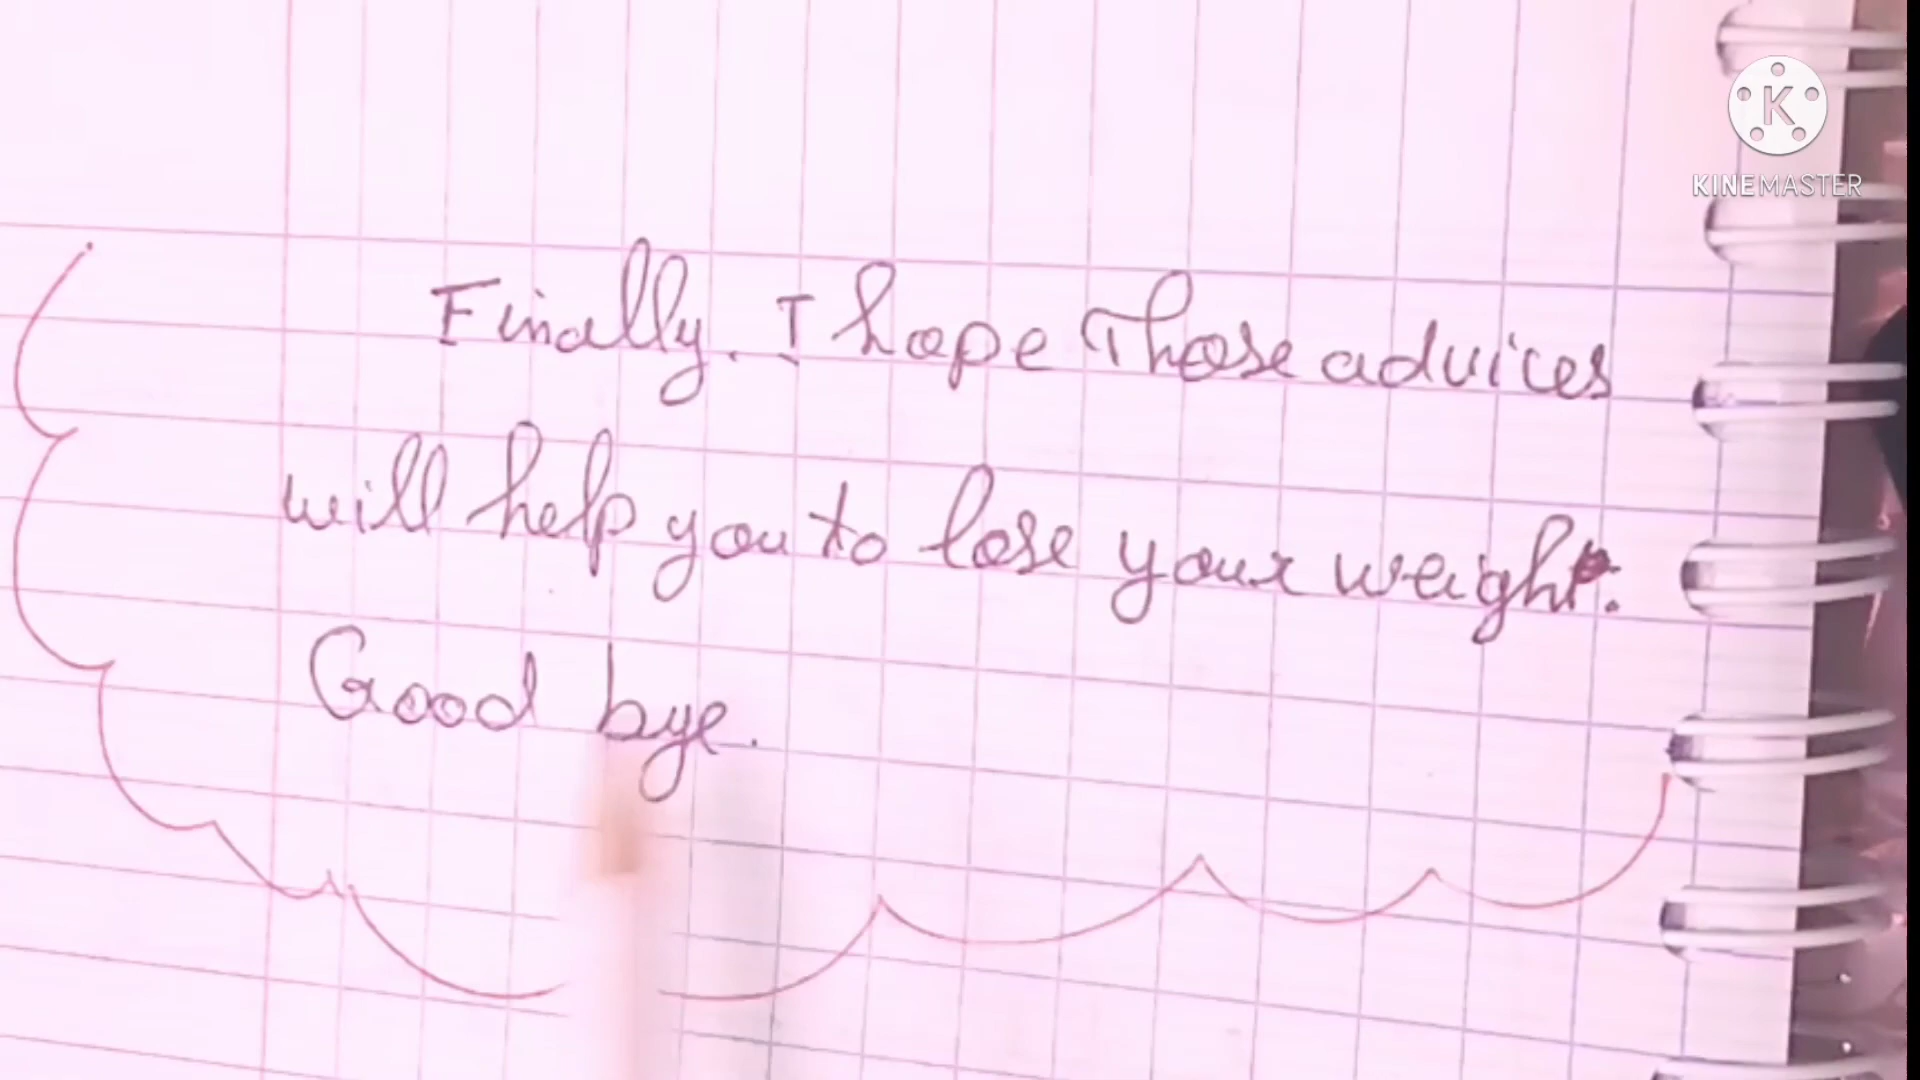 Finally. I hope Those advices
will help you to lose your weight.
Good bye.
K
KINEMASTER